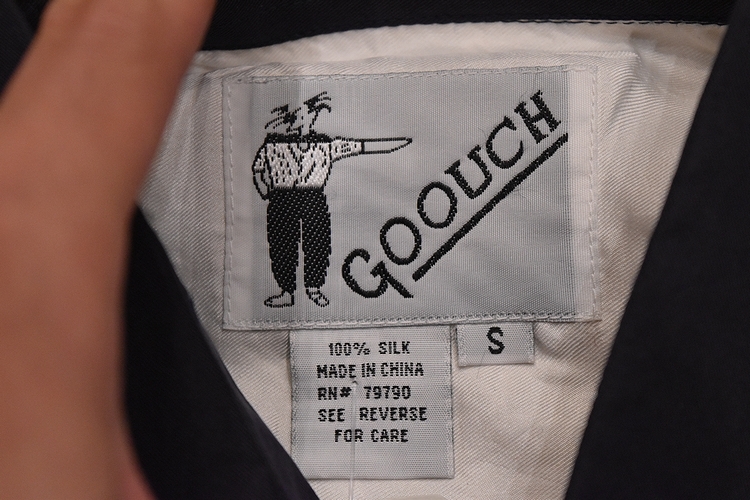 GOOUCH
S
100% SILK
MADE IN CHINA
RN# 79790
SEE REVERSE
FOR CARE